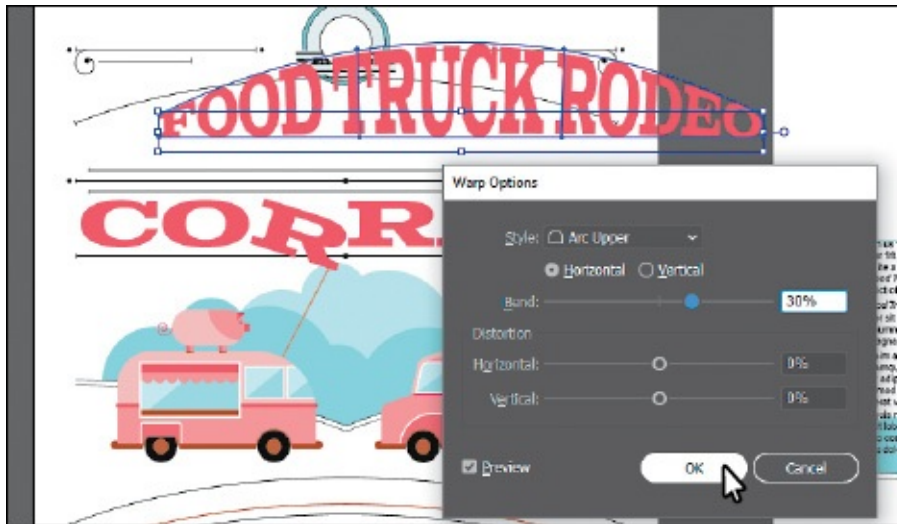 FOOD TRUCK RODEO
CORR
Warp Options
Style: Arc Upper
Horizontal Vertical
Bend: 30%
Distortion
Horizontal: 0%
Vertical: 0%
Preview OK Cancel